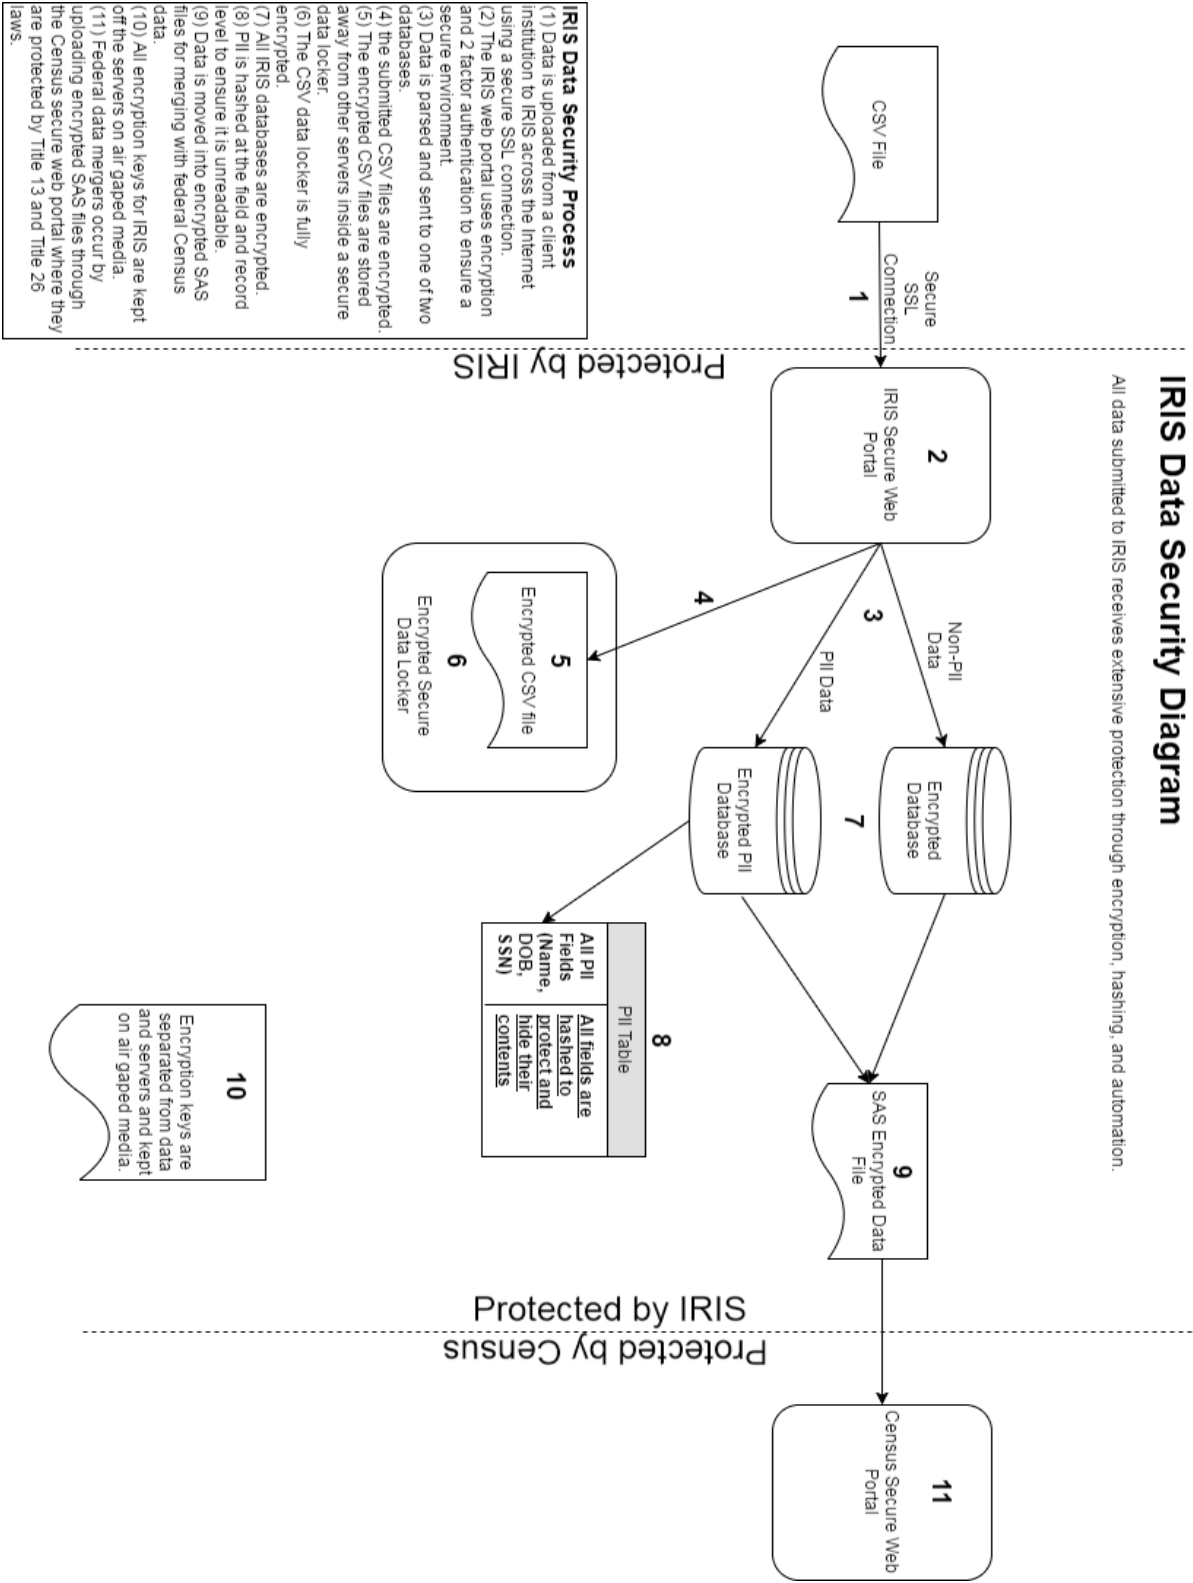 IRIS Data Security Diagram
All data submitted to IRIS receives extensive protection through encryption, hashing, and automation.
CSV File
Secure
SSL
Connection
1
Protected by IRIS
2
IRIS Secure Web
Portal
Non-PII
Data
3
PII Data
4
5
Encrypted CSV file
6
Encrypted Secure
Data Locker
Encrypted
Database
7
Encrypted PII
Database
8
PII Table
All PII
Fields
(Name,
DOB,
SSN)
All fields are
hashed to
protect and
hide their
contents
9
SAS Encrypted Data
File
10
Encryption keys are
separated from data
and servers and kept
on air gaped media.
Protected by IRIS
Protected by Census
11
Census Secure Web
Portal
IRIS Data Security Process
(1) Data is uploaded from a client
institution to IRIS across the Internet
using a secure SSL connection.
(2) The IRIS web portal uses encryption
and 2 factor authentication to ensure a
secure environment.
(3) Data is parsed and sent to one of two
databases.
(4) the submitted CSV files are encrypted.
(5) The encrypted CSV files are stored
away from other servers inside a secure
data locker.
(6) The CSV data locker is fully
encrypted.
(7) All IRIS databases are encrypted.
(8) PII is hashed at the field and record
level to ensure it is unreadable.
(9) Data is moved into encrypted SAS
files for merging with federal Census
data.
(10) All encryption keys for IRIS are kept
off the servers on air gaped media.
(11) Federal data mergers occur by
uploading encrypted SAS files through
the Census secure web portal where they
are protected by Title 13 and Title 26
laws.